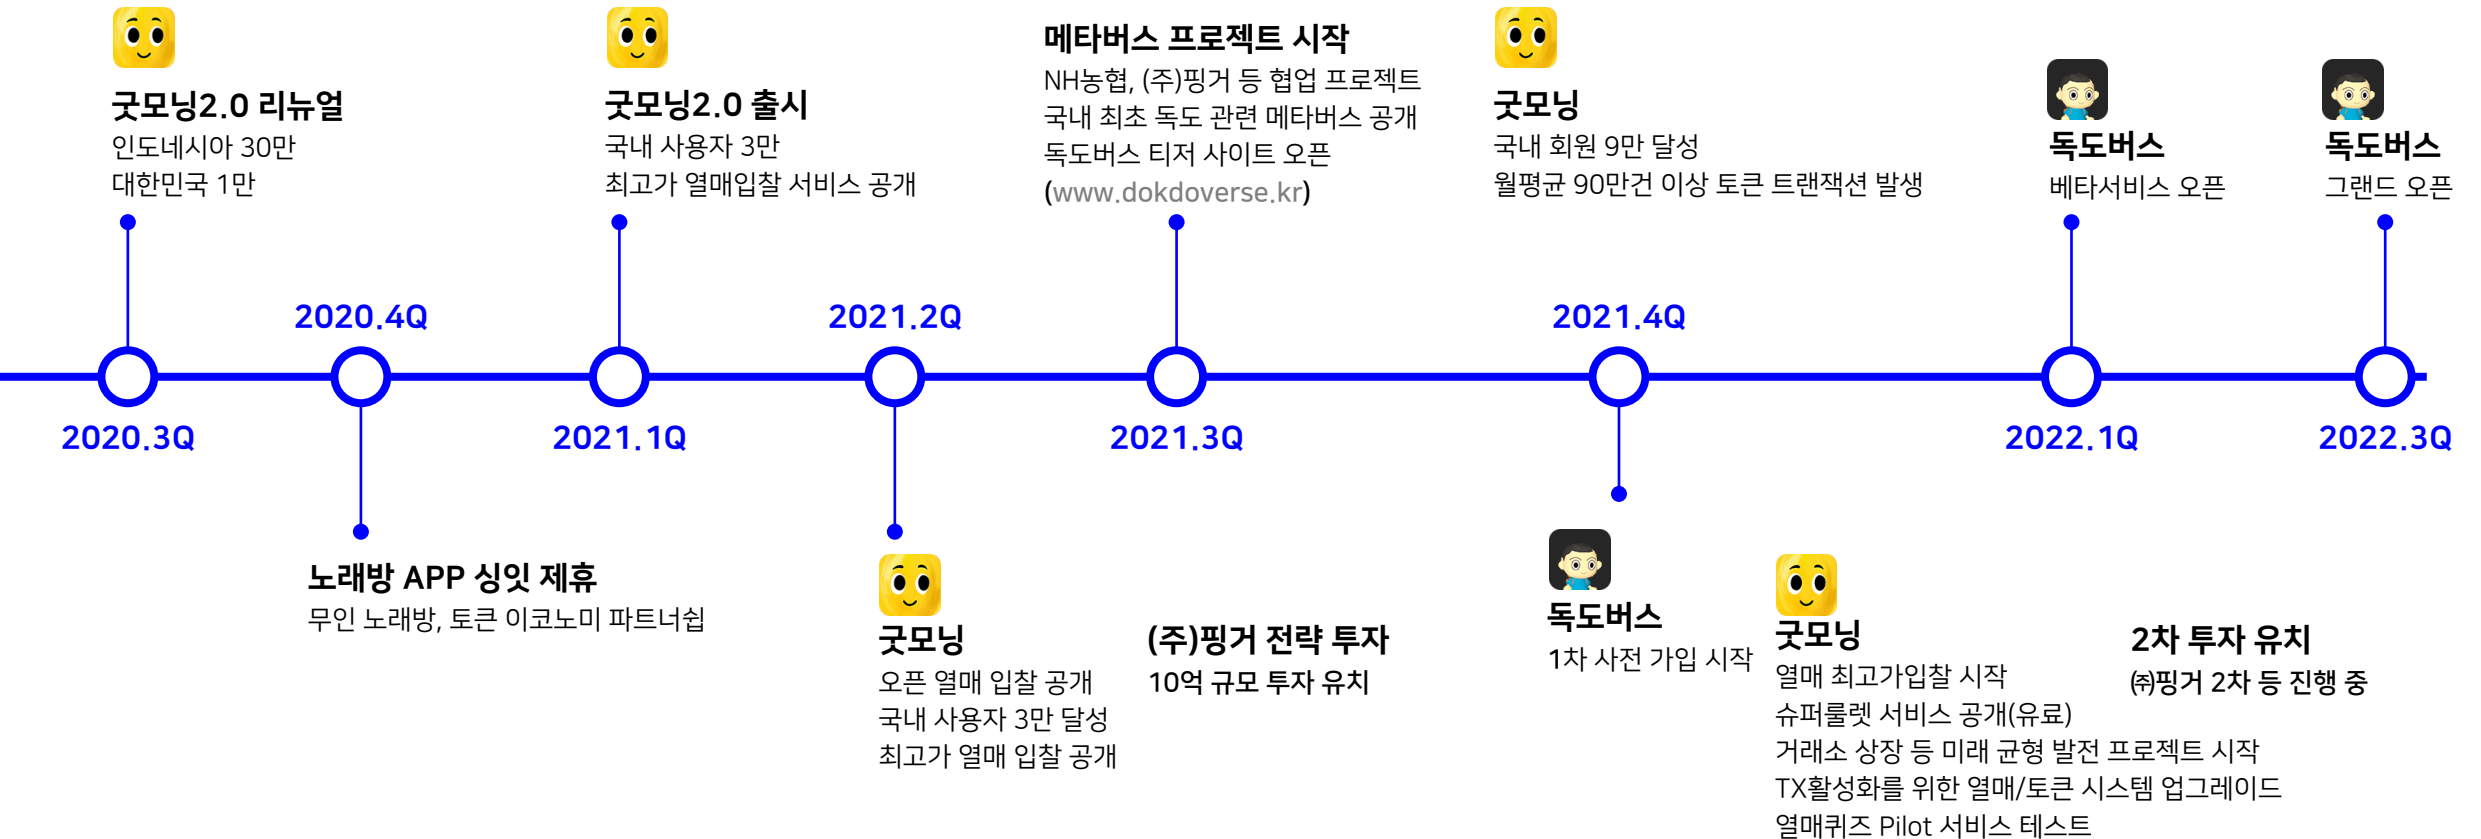 굿모닝2.0 리뉴얼
인도네시아 30만
대한민국 1만
굿모닝2.0 출시
국내 사용자 3만
최고가 열매입찰 서비스 공개
메타버스 프로젝트 시작
NH농협, (주)핑거 등 협업 프로젝트
국내 최초 독도 관련 메타버스 공개
독도버스 티저 사이트 오픈
(www.dokdoverse.kr)
굿모닝
국내 회원 9만 달성
월평균 90만건 이상 토큰 트랜잭션 발생
독도버스
베타서비스 오픈
독도버스
그랜드 오픈
2020.4Q
2021.2Q
2021.4Q
2020.3Q
2021.1Q
2021.3Q
2022.1Q
2022.3Q
노래방 APP 싱잇 제휴
무인 노래방, 토큰 이코노미 파트너쉽
굿모닝
오픈 열매 입찰 공개
국내 사용자 3만 달성
최고가 열매 입찰 공개
(주)핑거 전략 투자
10억 규모 투자 유치
독도버스
1차 사전 가입 시작
굿모닝
열매 최고가입찰 시작
슈퍼룰렛 서비스 공개(유료)
거래소 상장 등 미래 균형 발전 프로젝트 시작
TX활성화를 위한 열매/토큰 시스템 업그레이드
열매퀴즈 Pilot 서비스 테스트
2차 투자 유치
㈜핑거 2차 등 진행 중